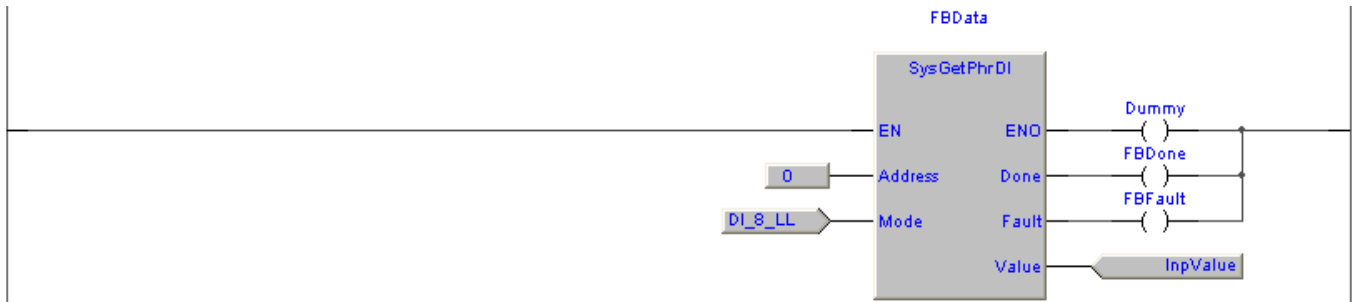 FBData
SysGetPhrDI
Dummy
EN ENO
FBDone
0 Address Done
FBFault
DI_8_LL Mode Fault
Value InpValue